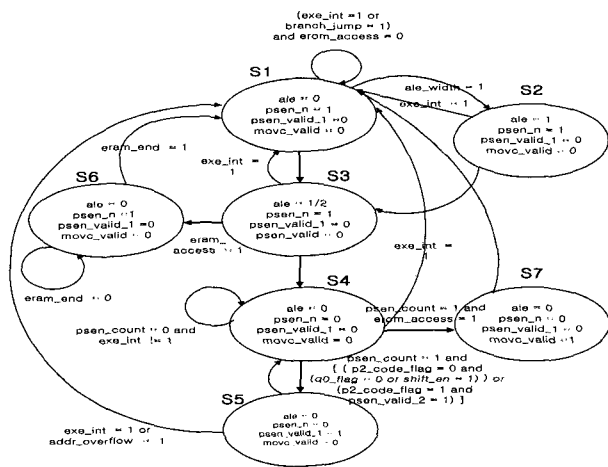 (exe_int = 1 or
branch_jump = 1)
and erom_access = 0
S1
ale = 0
psen_n = 1
psen_valid_1 = 0
movc_valid = 0
ale_width = 1
exe_int = 1
S2
ale = 1
psen_n = 1
psen_valid_1 = 0
movc_valid = 0
eram_end = 1
exe_int =
1
S6
ale = 0
psen_n = 1
psen_valid_1 = 0
movc_valid = 0
eram_end = 0
S3
ale = 1/2
psen_n = 1
psen_valid_1 = 0
psen_valid = 0
eram_
access = 1
exe_int =
1
S4
ale = 0
psen_n = 0
psen_valid_1 = 0
movc_valid = 0
psen_count = 0 and
exe_int != 1
psen_count = 1 and
erom_access = 1
S7
ale = 0
psen_n = 0
psen_valid_1 = 0
movc_valid = 1
psen_count = 1 and
[ ( p2_code_flag = 0 and
(q0_flag = 0 or shift_en = 1) ) or
(p2_code_flag = 1 and
psen_valid_2 = 1) ]
S5
ale = 0
psen_n = 0
psen_valid_1 = 1
movc_valid = 0
exe_int = 1 or
addr_overflow = 1